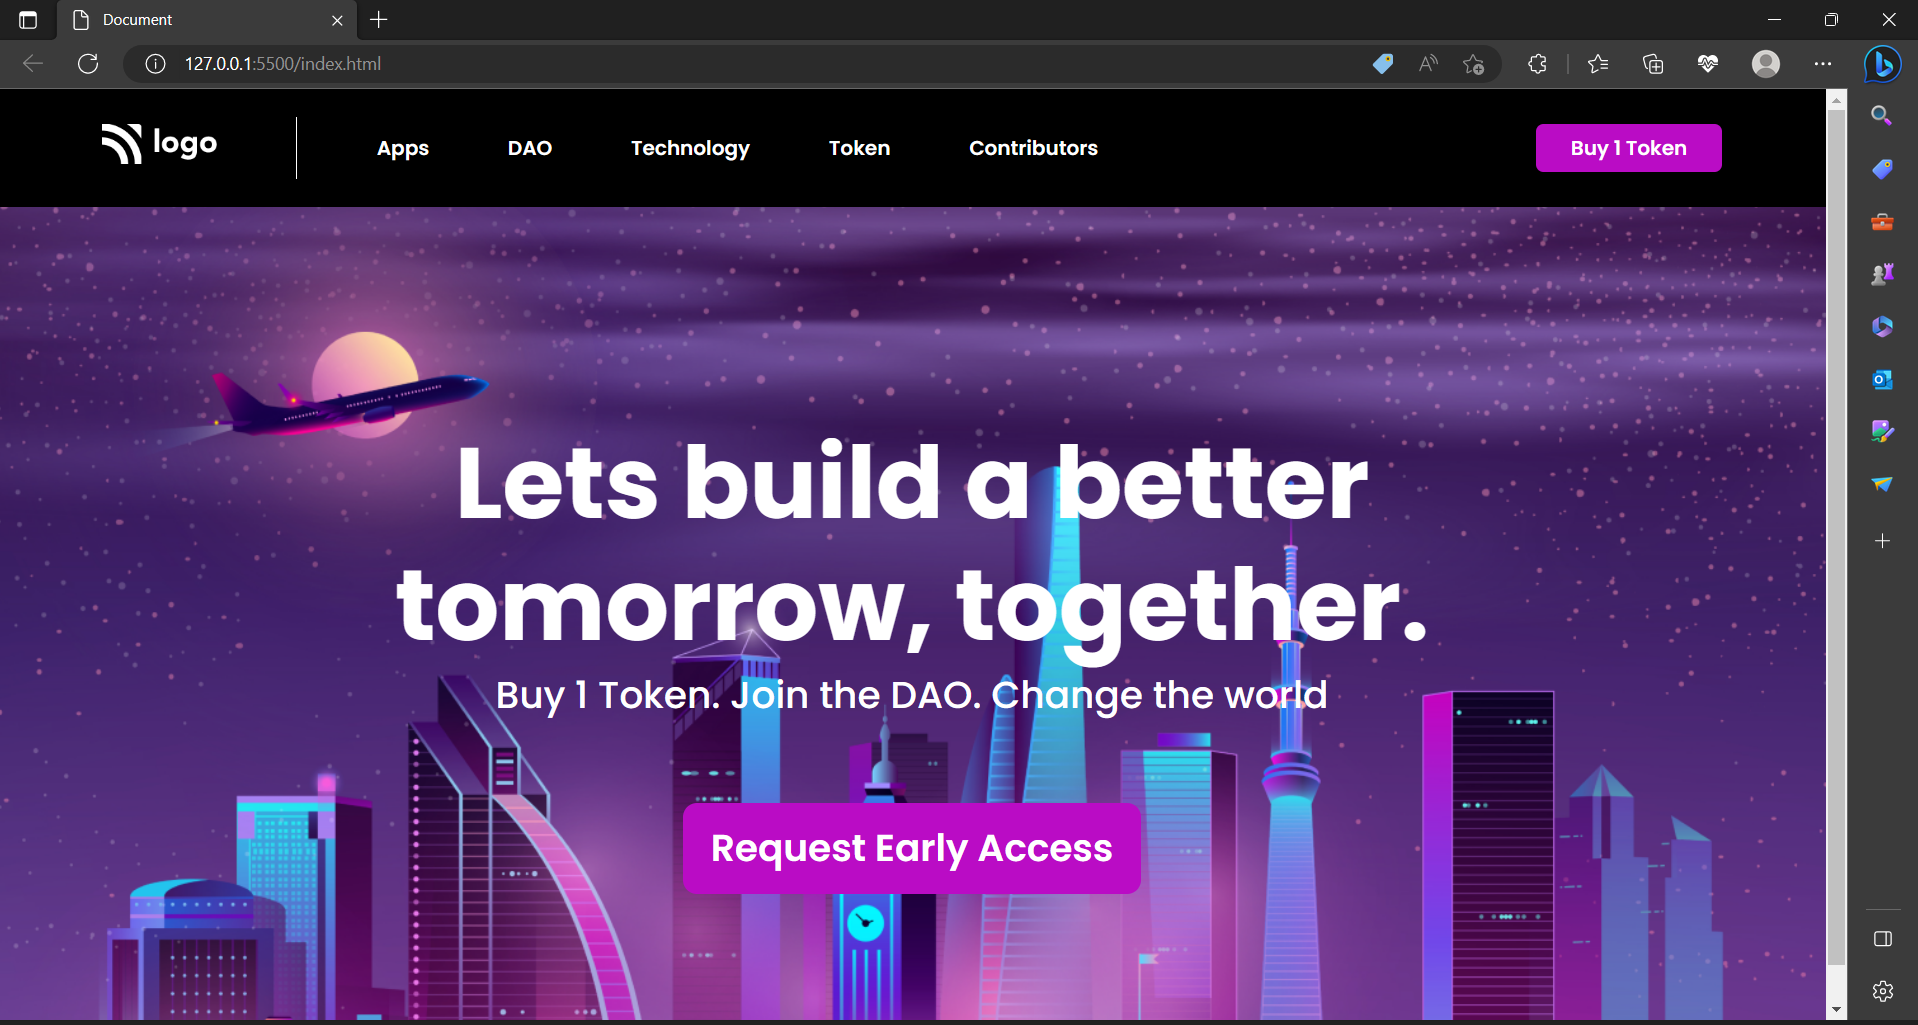 Document
127.0.0.1:5500/index.html
logo
Apps
DAO
Technology
Token
Contributors
Buy 1 Token
Lets build a better
tomorrow, together.
Buy 1 Token. Join the DAO. Change the world
Request Early Access